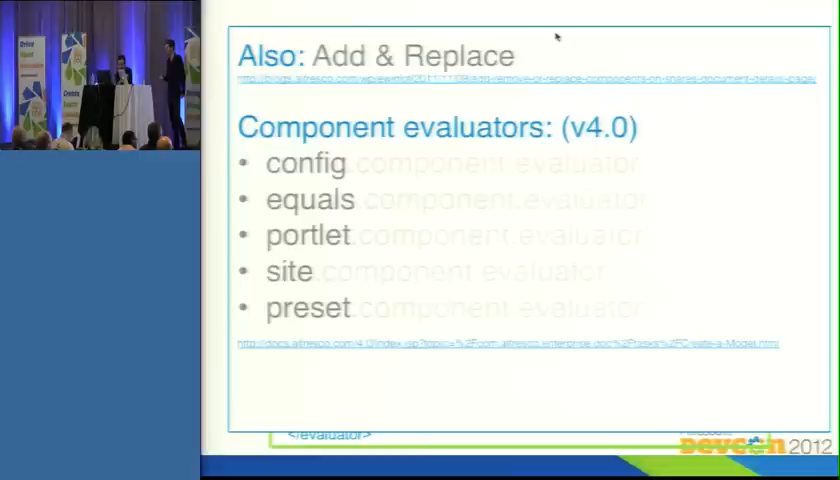 Also: Add & Replace
Component evaluators: (v4.0)
• config.component.evaluator
• equals.component.evaluator
• portlet.component.evaluator
• site.component.evaluator
• preset.component.evaluator
</evaluator>
Devcon 2012